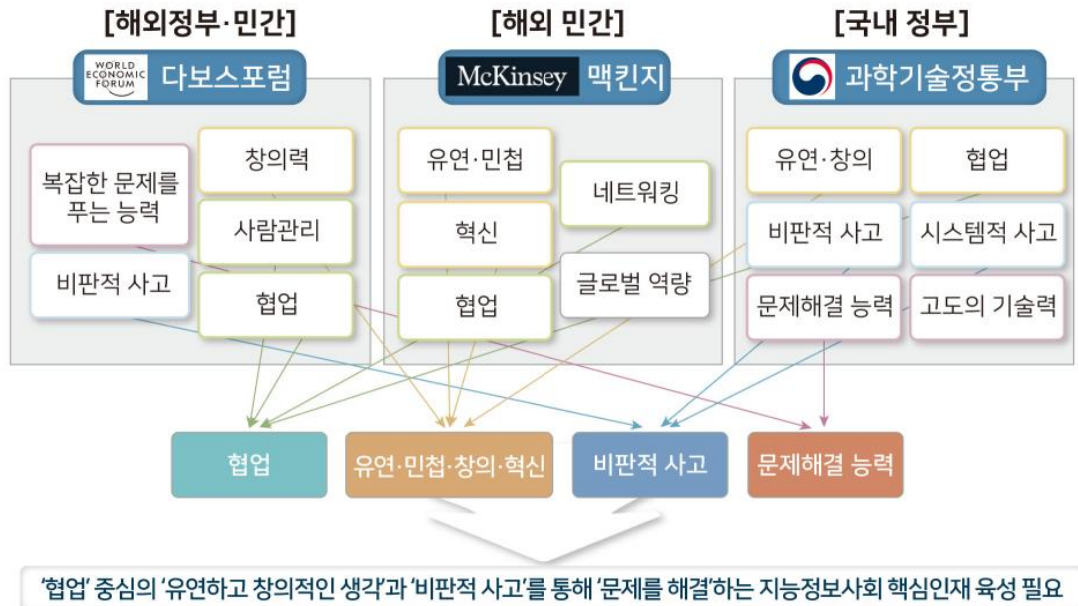 [해외정부·민간]
WORLD
ECONOMIC
FORUM
다보스포럼
복잡한 문제를
푸는 능력
비판적 사고
창의력
사람관리
협업
[해외 민간]
McKinsey 맥킨지
유연·민첩
혁신
협업
네트워킹
글로벌 역량
[국내 정부]
과학기술정통부
유연·창의
비판적 사고
문제해결 능력
협업
시스템적 사고
고도의 기술력
협업
유연·민첩·창의·혁신
비판적 사고
문제해결 능력
'협업' 중심의 '유연하고 창의적인 생각'과 '비판적 사고'를 통해 '문제를 해결'하는 지능정보사회 핵심인재 육성 필요